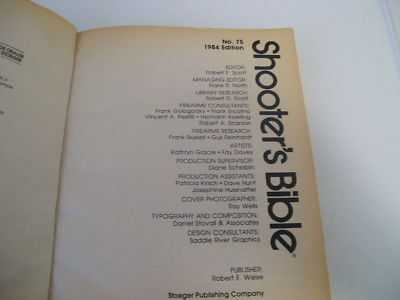 No. 75
1984 Edition
Shooter's Bible®
EDITOR:
Robert F. Scott
MANAGING EDITOR:
Frank B. North
LIBRARY RESEARCH:
Robert D. Scott
FIREARMS CONSULTANTS:
Frank Gologorsky • Frank Ercolino
Vincent A. Pestilli • Hermann Koelling
Robert A. Scanlon
FIREARMS RESEARCH:
Frank Russell • Gus Reinhardt
ARTISTS:
Kathryn Gracie • Fay Davey
PRODUCTION SUPERVISOR:
Diane Scheiblin
PRODUCTION ASSISTANTS:
Patricia Kirsch • Dave Hunt
Josephine Hussnatter
COVER PHOTOGRAPHER:
Ray Wells
TYPOGRAPHY AND COMPOSITION:
Daniel Stovall & Associates
DESIGN CONSULTANTS:
Saddle River Graphics
PUBLISHER:
Robert E. Weise
Stoeger Publishing Company